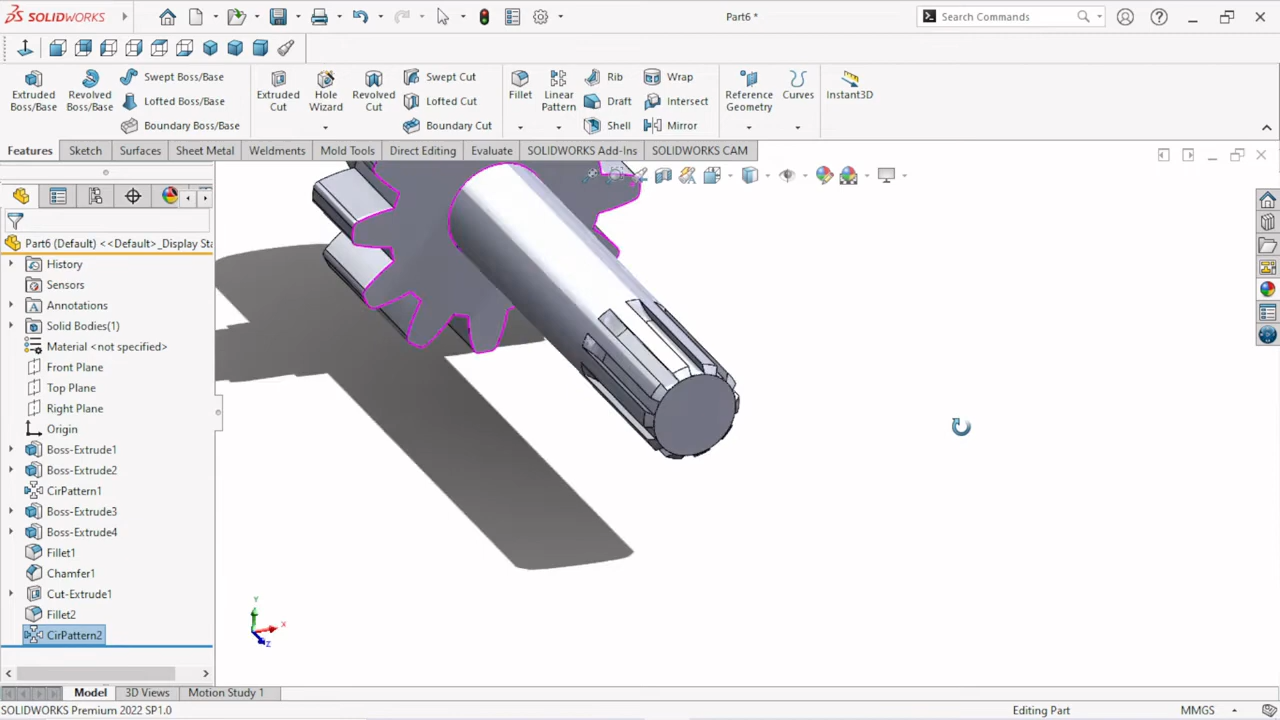 SOLIDWORKS
Part6 *
Search Commands
Extruded Boss/Base
Revolved Boss/Base
Swept Boss/Base
Lofted Boss/Base
Boundary Boss/Base
Extruded Cut
Hole Wizard
Revolved Cut
Swept Cut
Lofted Cut
Boundary Cut
Fillet
Linear Pattern
Rib
Draft
Shell
Wrap
Intersect
Mirror
Reference Geometry
Curves
Instant3D
Features Sketch Surfaces Sheet Metal Weldments Mold Tools Direct Editing Evaluate SOLIDWORKS Add-Ins SOLIDWORKS CAM
Part6 (Default) <<Default>_Display Sta
History
Sensors
Annotations
Solid Bodies(1)
Material <not specified>
Front Plane
Top Plane
Right Plane
Origin
Boss-Extrude1
Boss-Extrude2
CirPattern1
Boss-Extrude3
Boss-Extrude4
Fillet1
Chamfer1
Cut-Extrude1
Fillet2
CirPattern2
Y
X
Z
Model 3D Views Motion Study 1
SOLIDWORKS Premium 2022 SP1.0
Editing Part
MMGS